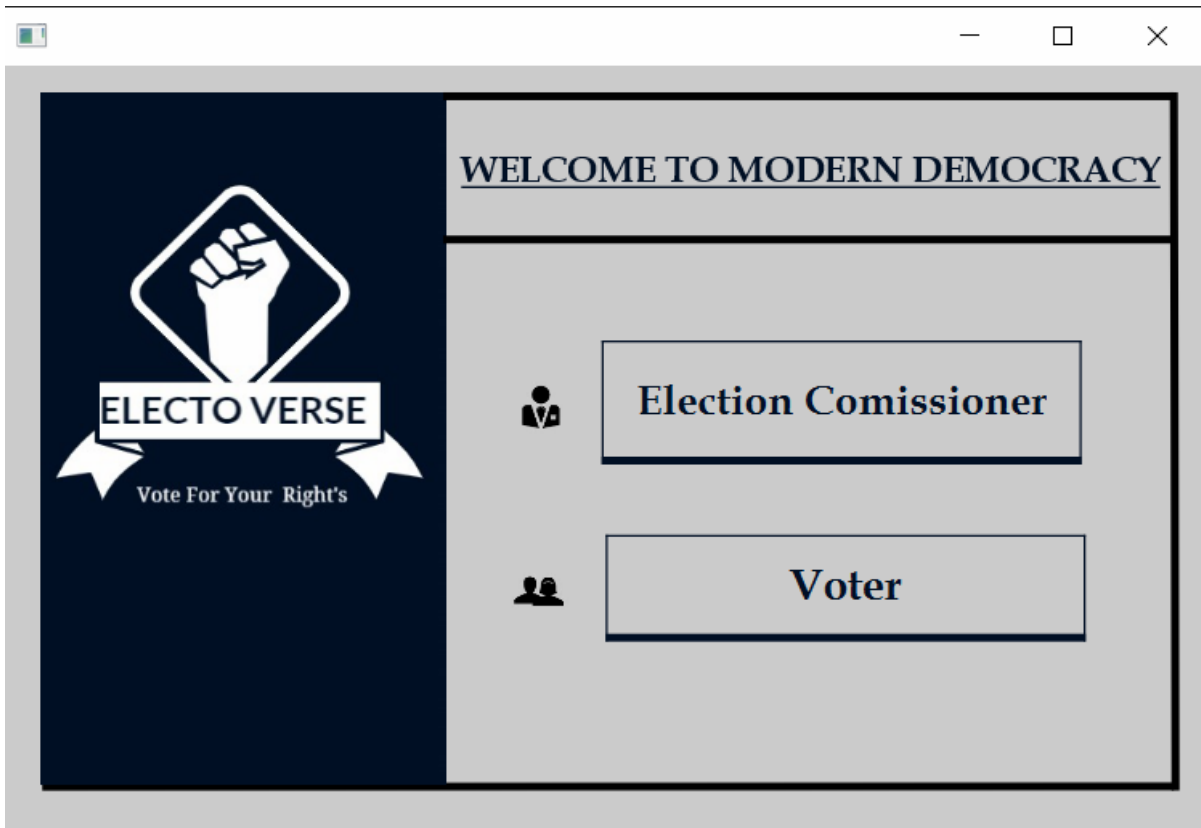 WELCOME TO MODERN DEMOCRACY
ELECTO VERSE
Vote For Your Right's
Election Comissioner
Voter